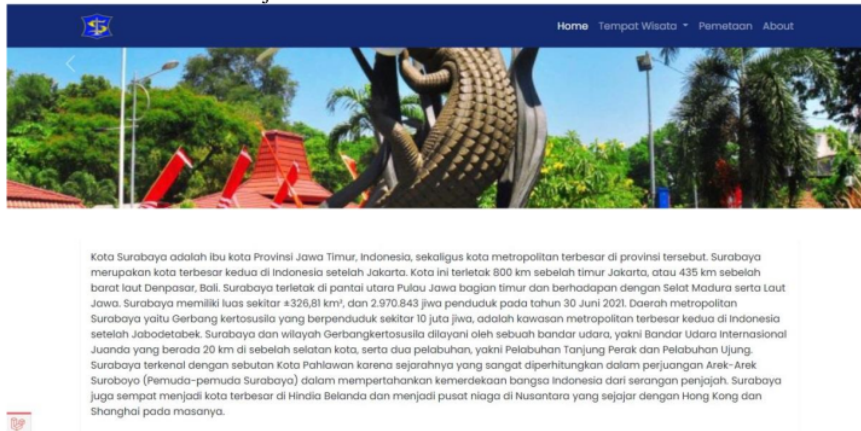 Home Tempat Wisata Pemetaan About
Kota Surabaya adalah ibu kota Provinsi Jawa Timur, Indonesia, sekaligus kota metropolitan terbesar di provinsi tersebut. Surabaya
merupakan kota terbesar kedua di Indonesia setelah Jakarta. Kota ini terletak 800 km sebelah timur Jakarta, atau 435 km sebelah
barat laut Denpasar, Bali. Surabaya terletak di pantai utara Pulau Jawa bagian timur dan berhadapan dengan Selat Madura serta Laut
Jawa. Surabaya memiliki luas sekitar ±326,81 km², dan 2.970.843 jiwa penduduk pada tahun 30 Juni 2021. Daerah metropolitan
Surabaya yaitu Gerbang kertosusila yang berpenduduk sekitar 10 juta jiwa, adalah kawasan metropolitan terbesar kedua di Indonesia
setelah Jabodetabek. Surabaya dan wilayah Gerbangkertosusila dilayani oleh sebuah bandar udara, yakni Bandar Udara Internasional
Juanda yang berada 20 km di sebelah selatan kota, serta dua pelabuhan, yakni Pelabuhan Tanjung Perak dan Pelabuhan Ujung.
Surabaya terkenal dengan sebutan Kota Pahlawan karena sejarahnya yang sangat diperhitungkan dalam perjuangan Arek-Arek
Suroboyo (Pemuda-pemuda Surabaya) dalam mempertahankan kemerdekaan bangsa Indonesia dari serangan penjajah. Surabaya
juga sempat menjadi kota terbesar di Hindia Belanda dan menjadi pusat niaga di Nusantara yang sejajar dengan Hong Kong dan
Shanghai pada masanya.